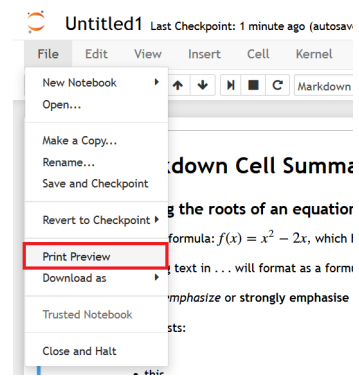 Untitled1 Last Checkpoint: 1 minute ago (autosav
File Edit View Insert Cell Kernel
New Notebook
Markdown
Open...
Make a Copy...
Rename...
kdown Cell Summa
Save and Checkpoint
g the roots of an equation
Revert to Checkpoint
formula: f(x) = x² − 2x, which h
Print Preview
g text in . . . will format as a formu
Download as
emphasize or strongly emphasise
Trusted Notebook
sts:
Close and Halt
this